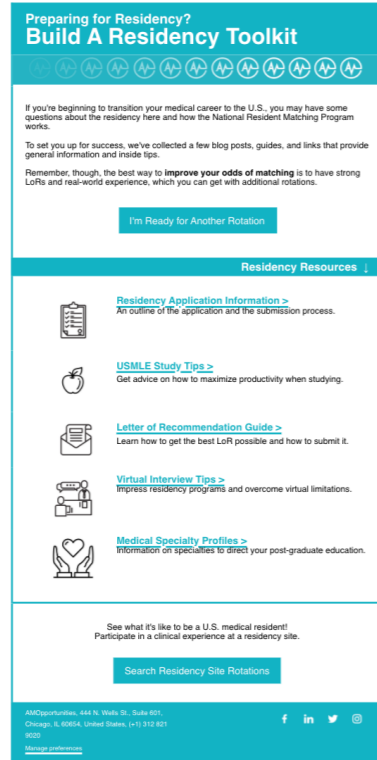 Preparing for Residency?
Build A Residency Toolkit
If you're beginning to transition your medical career to the U.S., you may have some
questions about the residency here and how the National Resident Matching Program
works.
To set you up for success, we've collected a few blog posts, guides, and links that provide
general information and inside tips.
Remember, though, the best way to improve your odds of matching is to have strong
LoRs and real-world experience, which you can get with additional rotations.
I'm Ready for Another Rotation
Residency Resources ↓
Residency Application Information >
An outline of the application and the submission process.
USMLE Study Tips >
Get advice on how to maximize productivity when studying.
Letter of Recommendation Guide >
Learn how to get the best LoR possible and how to submit it.
Virtual Interview Tips >
Impress residency programs and overcome virtual limitations.
Medical Specialty Profiles >
Information on specialties to direct your post-graduate education.
See what it's like to be a U.S. medical resident!
Participate in a clinical experience at a residency site.
Search Residency Site Rotations
AMOpportunities, 444 N. Wells St., Suite 601,
Chicago, IL 60654, United States, (+1) 312 821
9020
Manage preferences